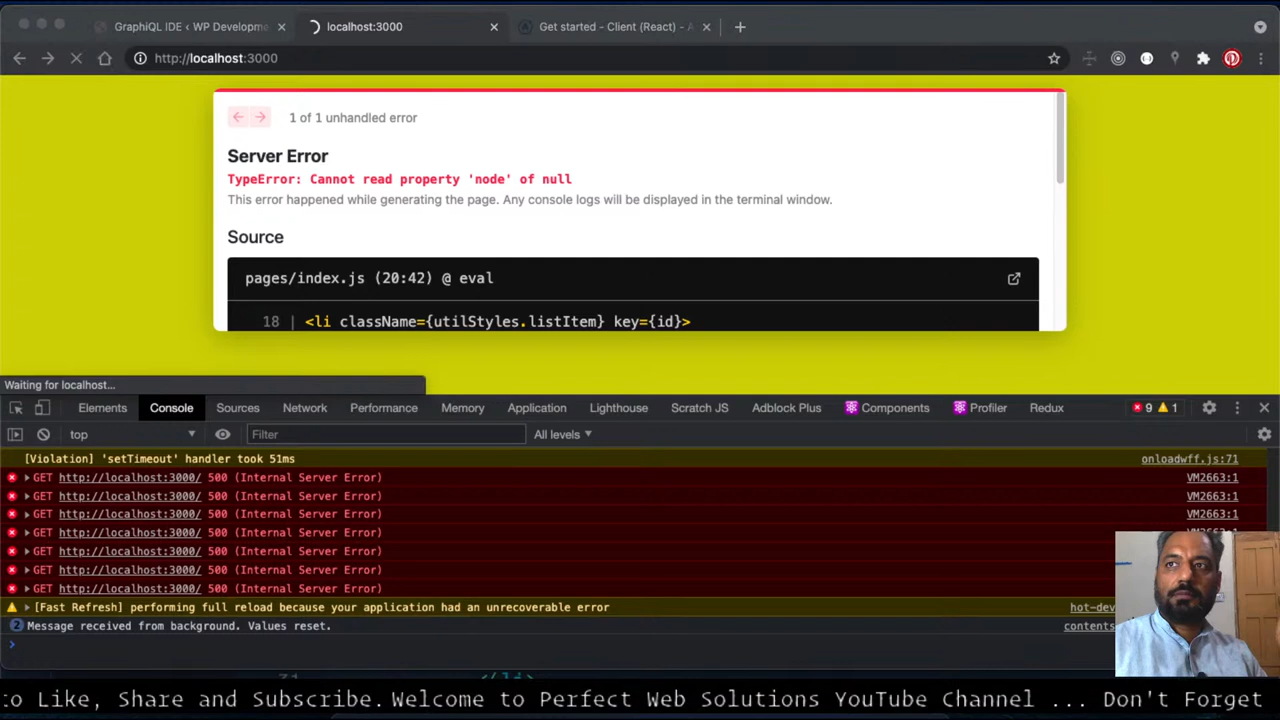 GraphiQL IDE ‹ WP Developme
localhost:3000
Get started - Client (React) - A
http://localhost:3000
1 of 1 unhandled error
Server Error
TypeError: Cannot read property 'node' of null
This error happened while generating the page. Any console logs will be displayed in the terminal window.
Source
pages/index.js (20:42) @ eval
18 | <li className={utilStyles.listItem} key={id}>
Waiting for localhost...
Elements Console Sources Network Performance Memory Application Lighthouse Scratch JS Adblock Plus Components Profiler Redux 9 1
top Filter All levels
[Violation] 'setTimeout' handler took 51ms onloadwff.js:71
GET http://localhost:3000/ 500 (Internal Server Error) VM2663:1
GET http://localhost:3000/ 500 (Internal Server Error) VM2663:1
GET http://localhost:3000/ 500 (Internal Server Error) VM2663:1
GET http://localhost:3000/ 500 (Internal Server Error) VM2663:1
GET http://localhost:3000/ 500 (Internal Server Error)
GET http://localhost:3000/ 500 (Internal Server Error)
GET http://localhost:3000/ 500 (Internal Server Error)
[Fast Refresh] performing full reload because your application had an unrecoverable error hot-dev
2 Message received from background. Values reset. contents
to Like, Share and Subscribe. Welcome to Perfect Web Solutions YouTube Channel ... Don't Forget